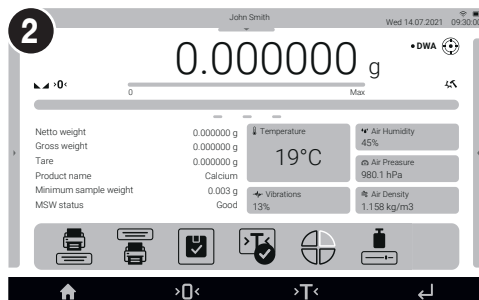 2
John Smith
Wed 14.07.2021 09:30:00
0.000000 g
• DWA
>0<
0 Max
Netto weight 0.000000 g
Gross weight 0.000000 g
Tare 0.000000 g
Product name Calcium
Minimum sample weight 0.003 g
MSW status Good
Temperature
19°C
Vibrations
13%
Air Humidity
45%
Air Preasure
980.1 hPa
Air Density
1.158 kg/m3
>T<
>0< >T<